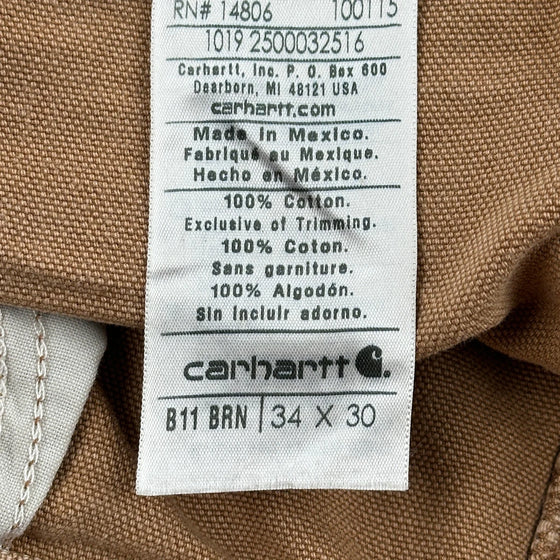 RN# 14806 100115
1019 2500032516
Carhartt, Inc. P. O. Box 600
Dearborn, MI 48121 USA
carhartt.com
Made in Mexico.
Fabriqué au Mexique.
Hecho en México.
100% Cotton.
Exclusive of Trimming.
100% Coton.
Sans garniture.
100% Algodón.
Sin incluir adorno.
carhartt
B11 BRN | 34 X 30